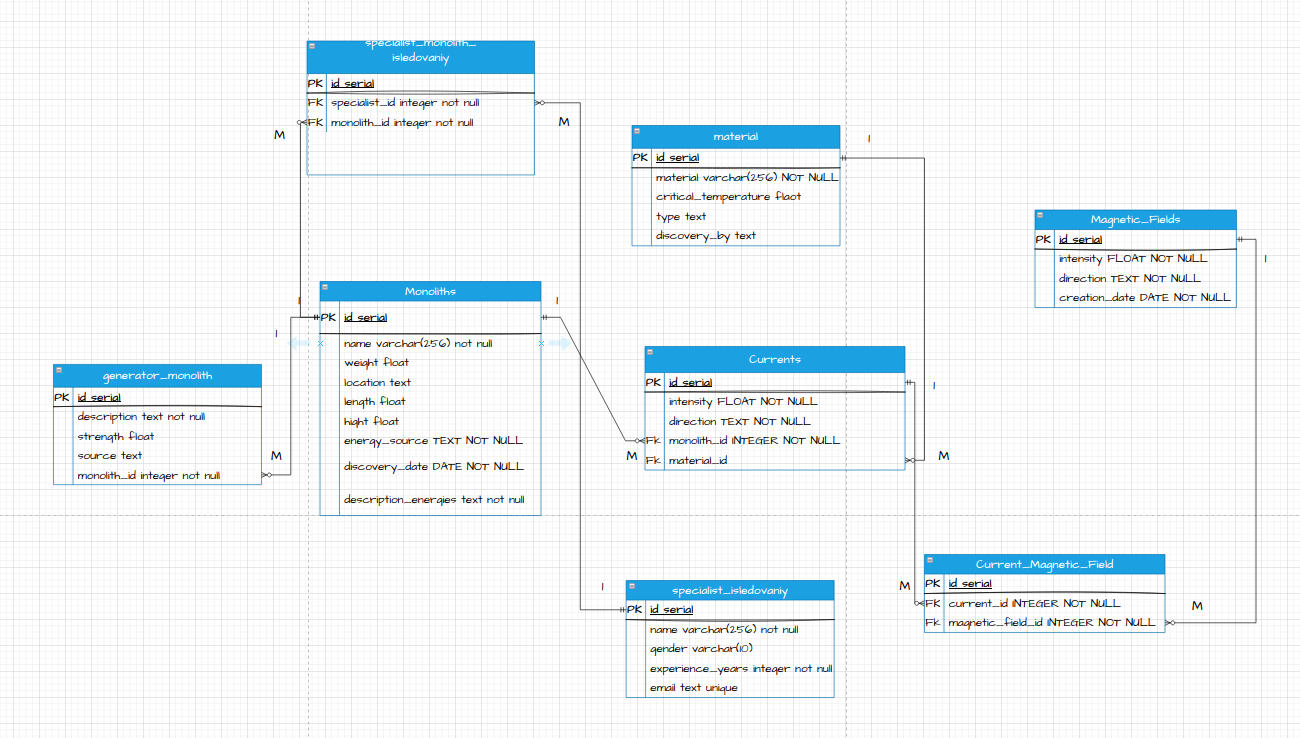 specialist_monolith_
isledovaniy
PK id serial
FK specialist_id integer not null
FK monolith_id integer not null
M
M
material
PK id serial
material varchar(256) NOT NULL
critical_temperature flaot
type text
discovery_by text
1
Magnetic_Fields
PK id serial
intensity FLOAT NOT NULL
direction TEXT NOT NULL
creation_date DATE NOT NULL
1
Monoliths
PK id serial
name varchar(256) not null
weight float
location text
length float
hight float
energy_source TEXT NOT NULL
discovery_date DATE NOT NULL
description_energies text not null
1
1
1
generator_monolith
PK id serial
description text not null
strength float
source text
monolith_id integer not null
M
Currents
PK id serial
intensity FLOAT NOT NULL
direction TEXT NOT NULL
Fk monolith_id INTEGER NOT NULL
Fk material_id
M
M
1
specialist_isledovaniy
PK id serial
name varchar(256) not null
gender varchar(10)
experience_years integer not null
email text unique
1
Current_Magnetic_Field
PK id serial
FK current_id INTEGER NOT NULL
Fk magnetic_field_id INTEGER NOT NULL
M
M